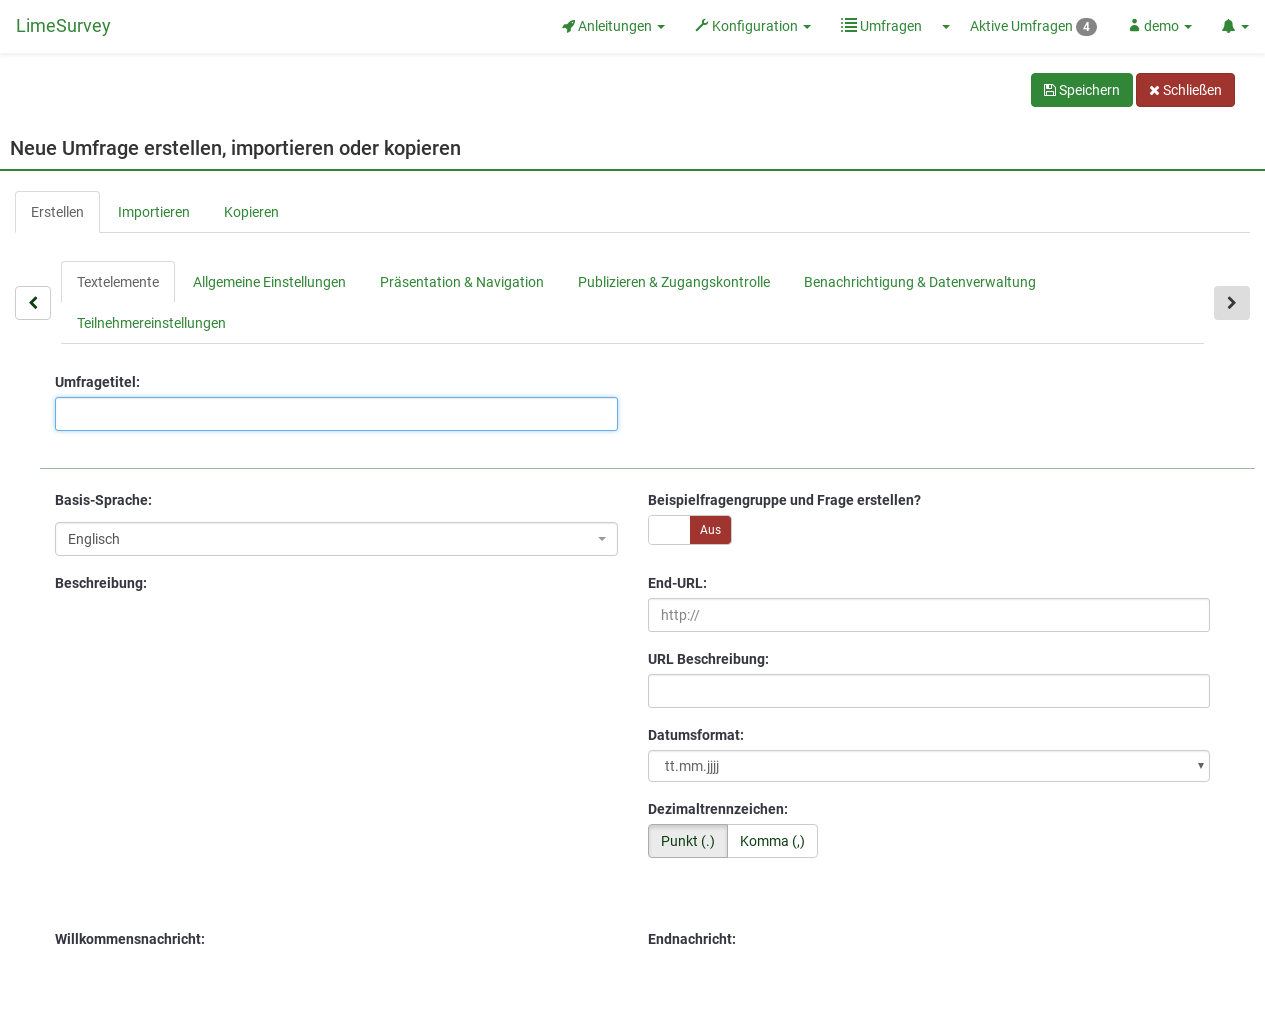 LimeSurvey Anleitungen Konfiguration Umfragen Aktive Umfragen 4 demo
Speichern Schließen
Neue Umfrage erstellen, importieren oder kopieren
Erstellen Importieren Kopieren
Textelemente Allgemeine Einstellungen Präsentation & Navigation Publizieren & Zugangskontrolle Benachrichtigung & Datenverwaltung
Teilnehmereinstellungen
Umfragetitel:
Basis-Sprache: Beispielfragengruppe und Frage erstellen?
Englisch Aus
Beschreibung: End-URL:
http://
URL Beschreibung:
Datumsformat:
tt.mm.jjjj
Dezimaltrennzeichen:
Punkt (.) Komma (,)
Willkommensnachricht: Endnachricht: